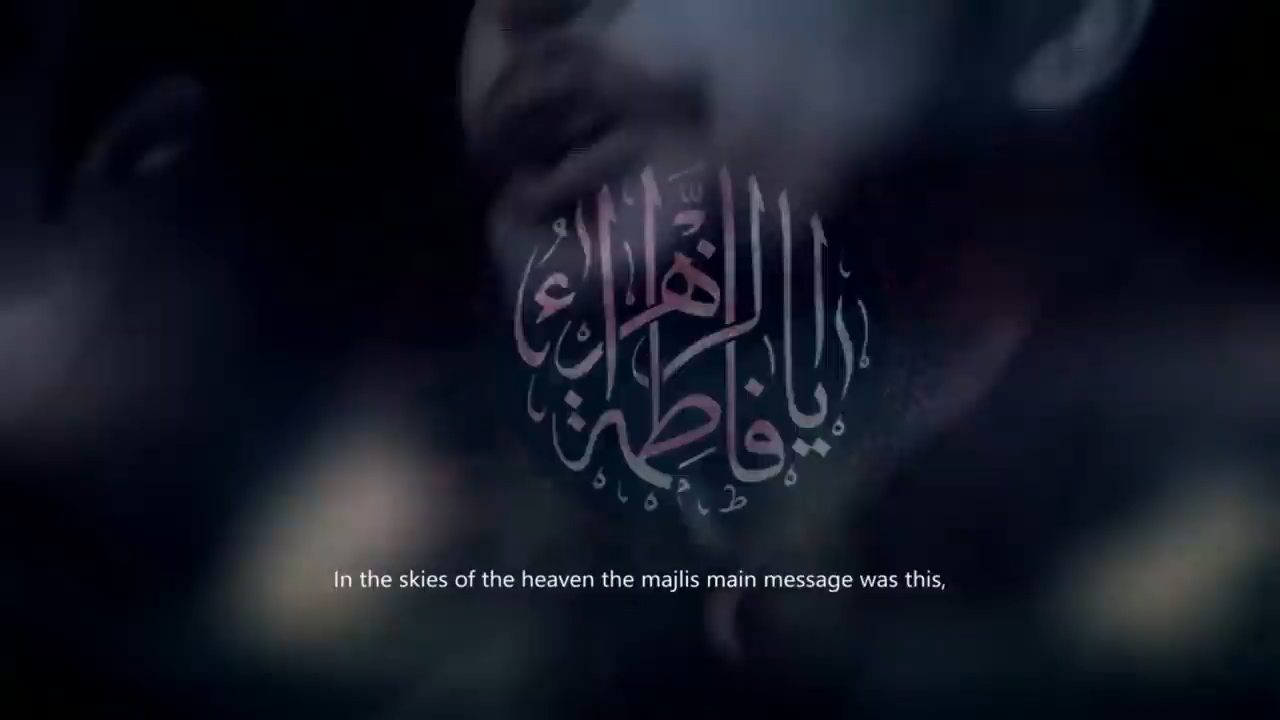 يا فاطمة الزهراء
In the skies of the heaven the majlis main message was this,